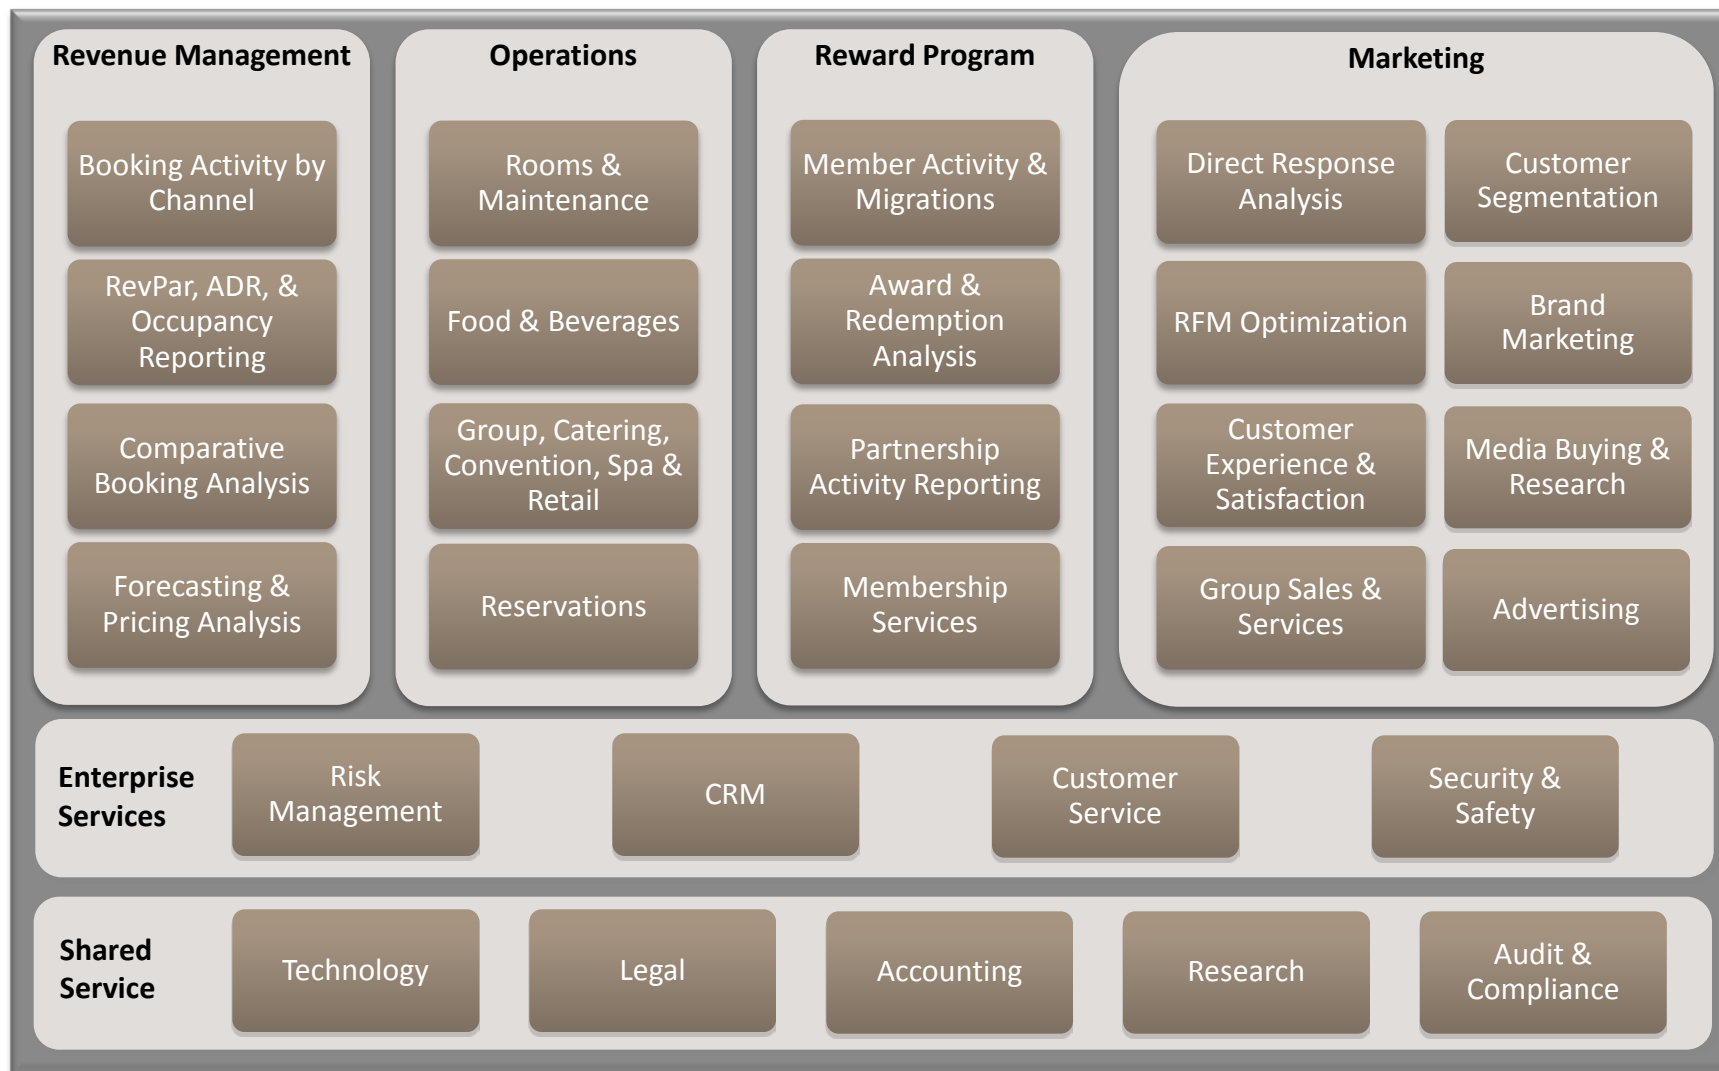 Revenue Management
Booking Activity by
Channel
RevPar, ADR, &
Occupancy
Reporting
Comparative
Booking Analysis
Forecasting &
Pricing Analysis
Operations
Rooms &
Maintenance
Food & Beverages
Group, Catering,
Convention, Spa &
Retail
Reservations
Reward Program
Member Activity &
Migrations
Award &
Redemption
Analysis
Partnership
Activity Reporting
Membership
Services
Marketing
Direct Response
Analysis
Customer
Segmentation
RFM Optimization
Brand
Marketing
Customer
Experience &
Satisfaction
Media Buying &
Research
Group Sales &
Services
Advertising
Enterprise
Services
Risk
Management
CRM
Customer
Service
Security &
Safety
Shared
Service
Technology
Legal
Accounting
Research
Audit &
Compliance